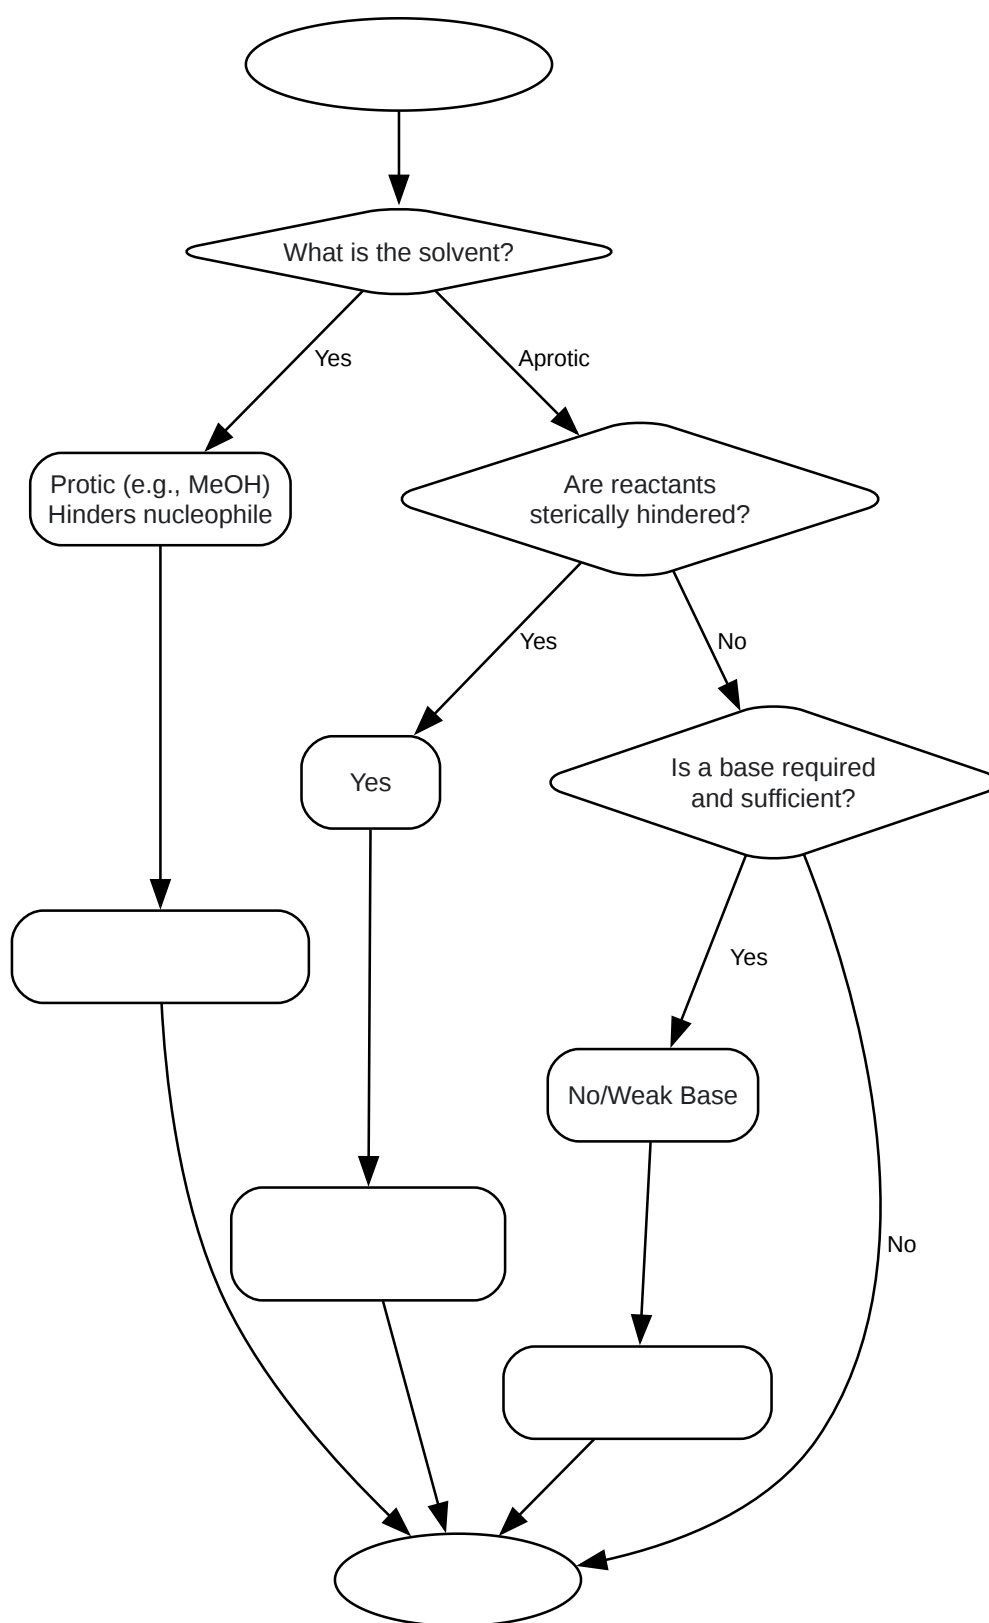 What is the solvent?
Yes
Aprotic
Protic (e.g., MeOH)
Hinders nucleophile
Are reactants
sterically hindered?
Yes
No
Yes
Is a base required
and sufficient?
Yes
No/Weak Base
No